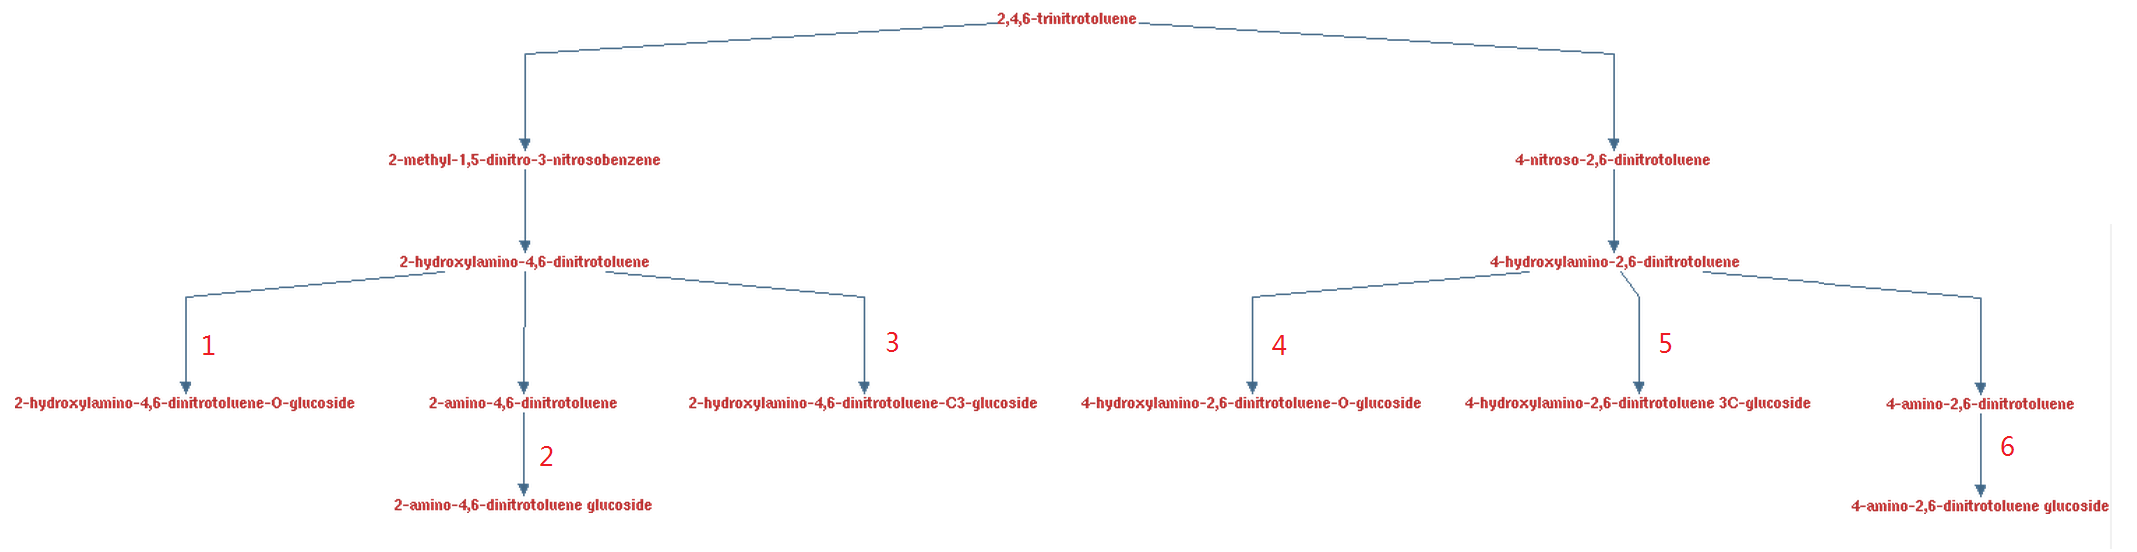 2,4,6-trinitrotoluene
2-methyl-1,5-dinitro-3-nitrosobenzene
4-nitroso-2,6-dinitrotoluene
2-hydroxylamino-4,6-dinitrotoluene
4-hydroxylamino-2,6-dinitrotoluene
1
3
4
5
2-hydroxylamino-4,6-dinitrotoluene-O-glucoside
2-amino-4,6-dinitrotoluene
2-hydroxylamino-4,6-dinitrotoluene-C3-glucoside
4-hydroxylamino-2,6-dinitrotoluene-O-glucoside
4-hydroxylamino-2,6-dinitrotoluene 3C-glucoside
4-amino-2,6-dinitrotoluene
2
6
2-amino-4,6-dinitrotoluene glucoside
4-amino-2,6-dinitrotoluene glucoside